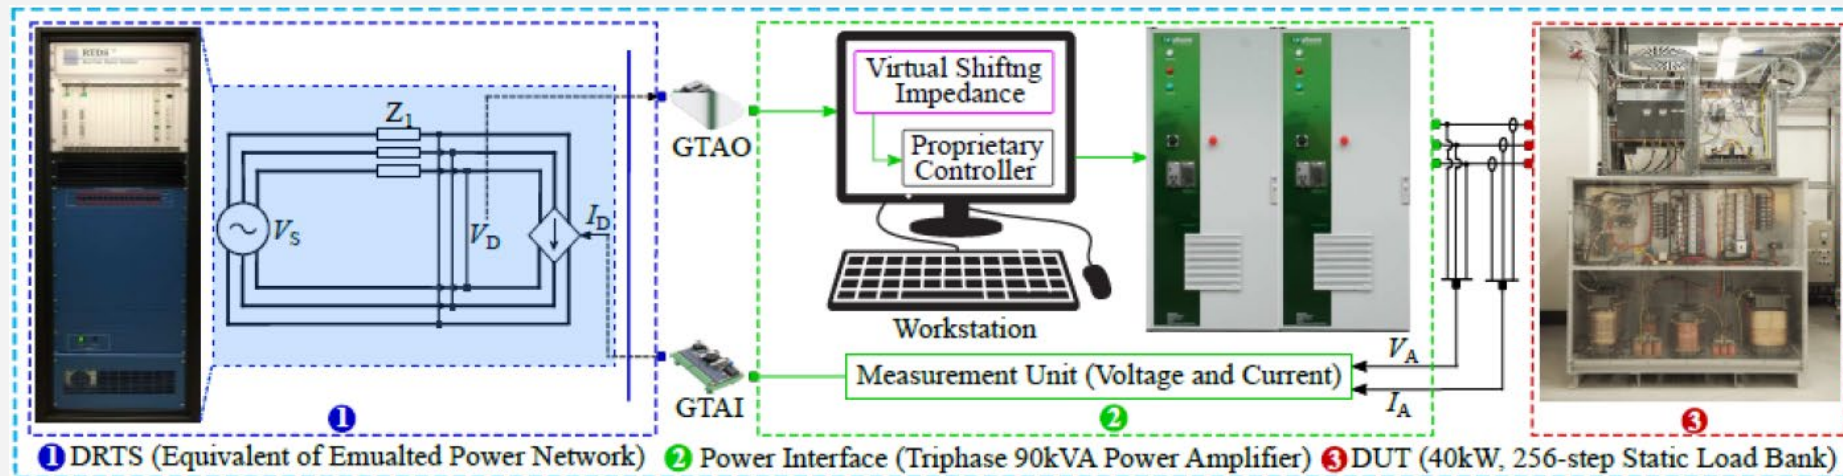 RTDS
Z1
VS
VD
ID
GTAO
GTAI
Virtual Shiftng
Impedance
Proprietary
Controller
Workstation
Measurement Unit (Voltage and Current)
VA
IA
1
2
3
1 DRTS (Equivalent of Emualted Power Network) 2 Power Interface (Triphase 90kVA Power Amplifier) 3 DUT (40kW, 256-step Static Load Bank)